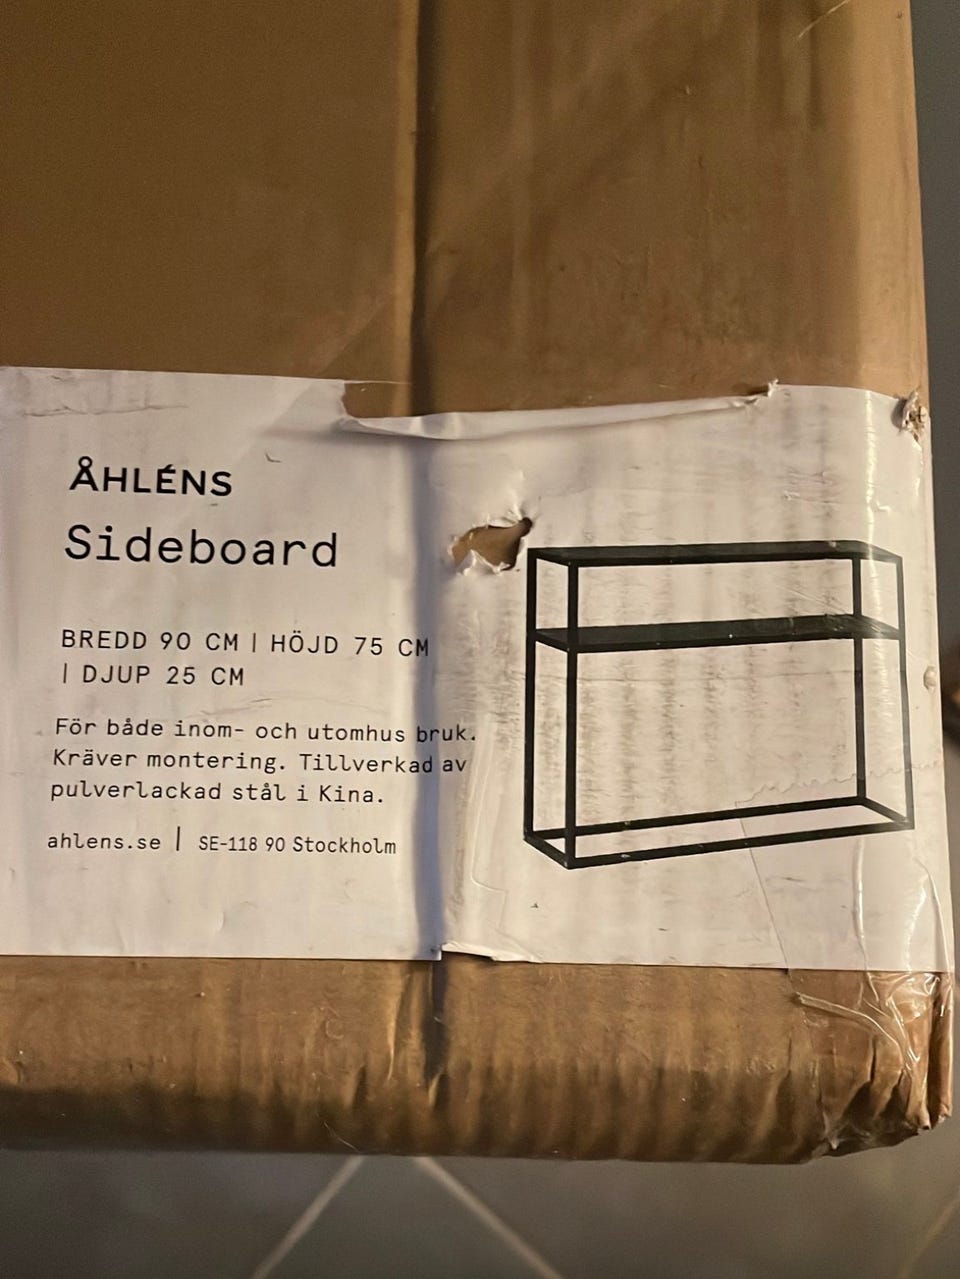 ÅHLÉNS
Sideboard
BREDD 90 CM | HÖJD 75 CM
| DJUP 25 CM
För både inom- och utomhus bruk.
Kräver montering. Tillverkad av
pulverlackad stål i Kina.
ahlens.se | SE-118 90 Stockholm